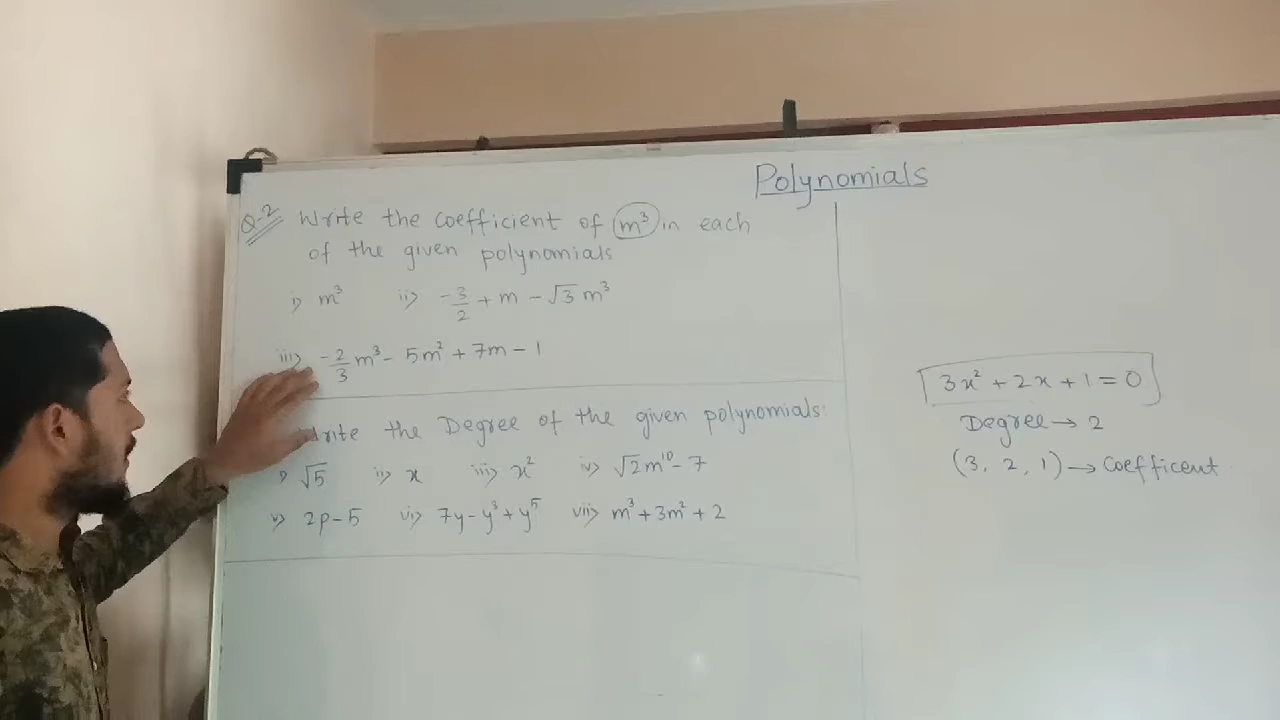 Polynomials
Q-2 Write the coefficient of m³ in each
of the given polynomials
i> m³ ii> -3/2 + m - √3 m³
iii> -2/3 m³ - 5m² + 7m - 1
write the Degree of the given polynomials:
i> √5 ii> x iii> x² iv> √2m¹⁰ - 7
v> 2p - 5 vi> 7y - y³ + y⁵ vii> m³ + 3m² + 2
3x² + 2x + 1 = 0
Degree → 2
(3, 2, 1) → Coefficent